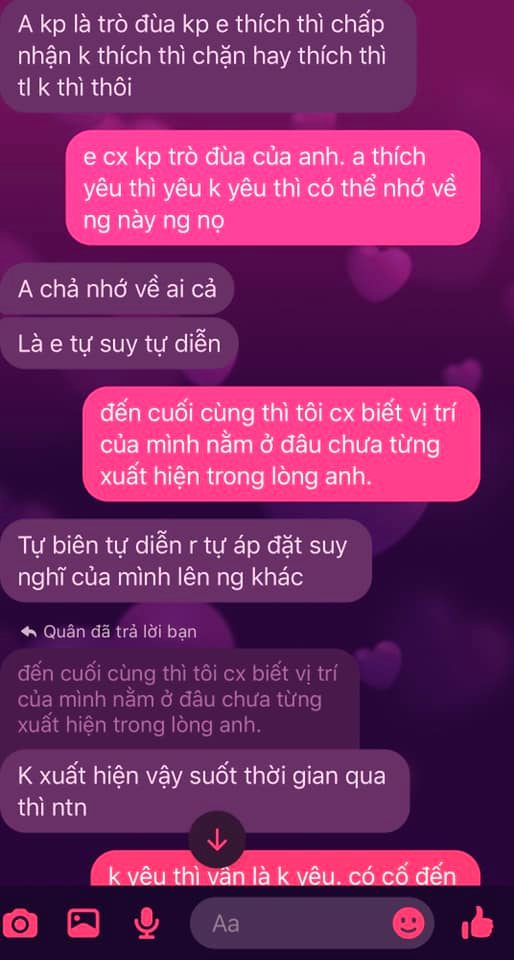 A kp là trò đùa kp e thích thì chấp
nhận k thích thì chặn hay thích thì
tl k thì thôi
e cx kp trò đùa của anh. a thích
yêu thì yêu k yêu thì có thể nhớ về
ng này ng nọ
A chả nhớ về ai cả
Là e tự suy tự diễn
đến cuối cùng thì tôi cx biết vị trí
của mình nằm ở đâu chưa từng
xuất hiện trong lòng anh.
Tự biên tự diễn r tự áp đặt suy
nghĩ của mình lên ng khác
Quân đã trả lời bạn
đến cuối cùng thì tôi cx biết vị trí
của mình nằm ở đâu chưa từng
xuất hiện trong lòng anh.
K xuất hiện vậy suốt thời gian qua
thì ntn
k yêu thì vẫn là k yêu. có cố đến
Aa